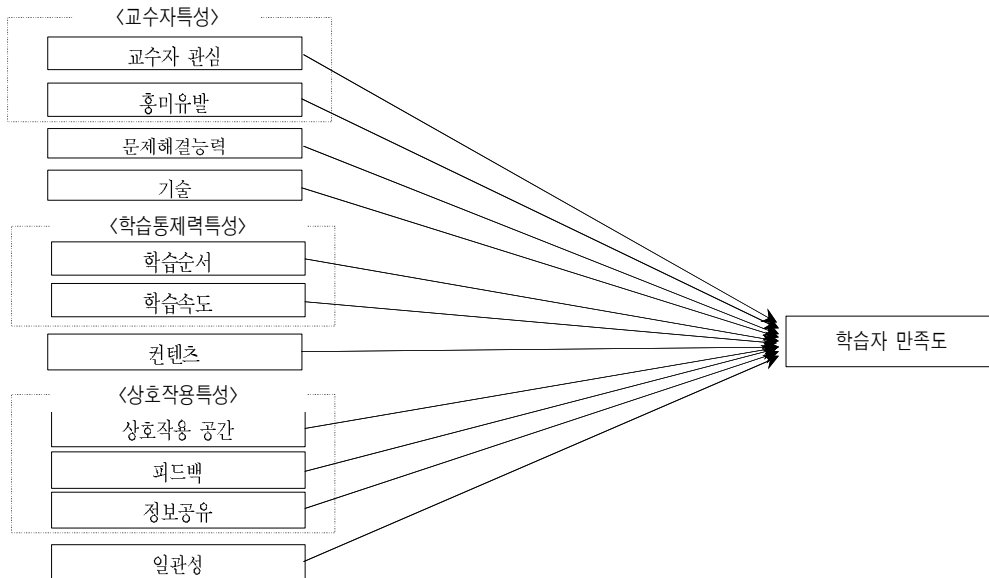 <교수자특성>
교수자 관심
흥미유발
문제해결능력
기술
<학습통제력특성>
학습순서
학습속도
컨텐츠
학습자 만족도
<상호작용특성>
상호작용 공간
피드백
정보공유
일관성